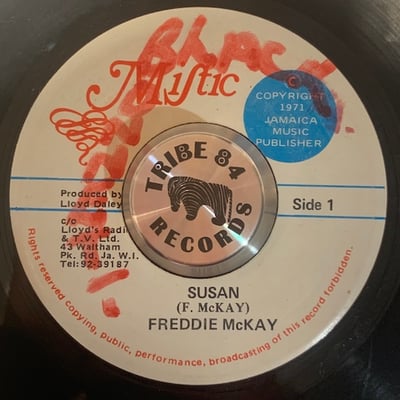 Black
Mistic
© 
COPYRIGHT
1971
JAMAICA
MUSIC
PUBLISHER
TRIBE 84
RECORDS
Produced by
Lloyd Daley
c/o
Lloyd's Radi
& T.V. Ltd.
43 Waltham
Pk. Rd, Ja. W.I.
Tel: 92-39187
Side 1
SUSAN
(F. McKAY)
FREDDIE McKAY
Rights reserved copying, public, performance, broadcasting of this record forbidden.